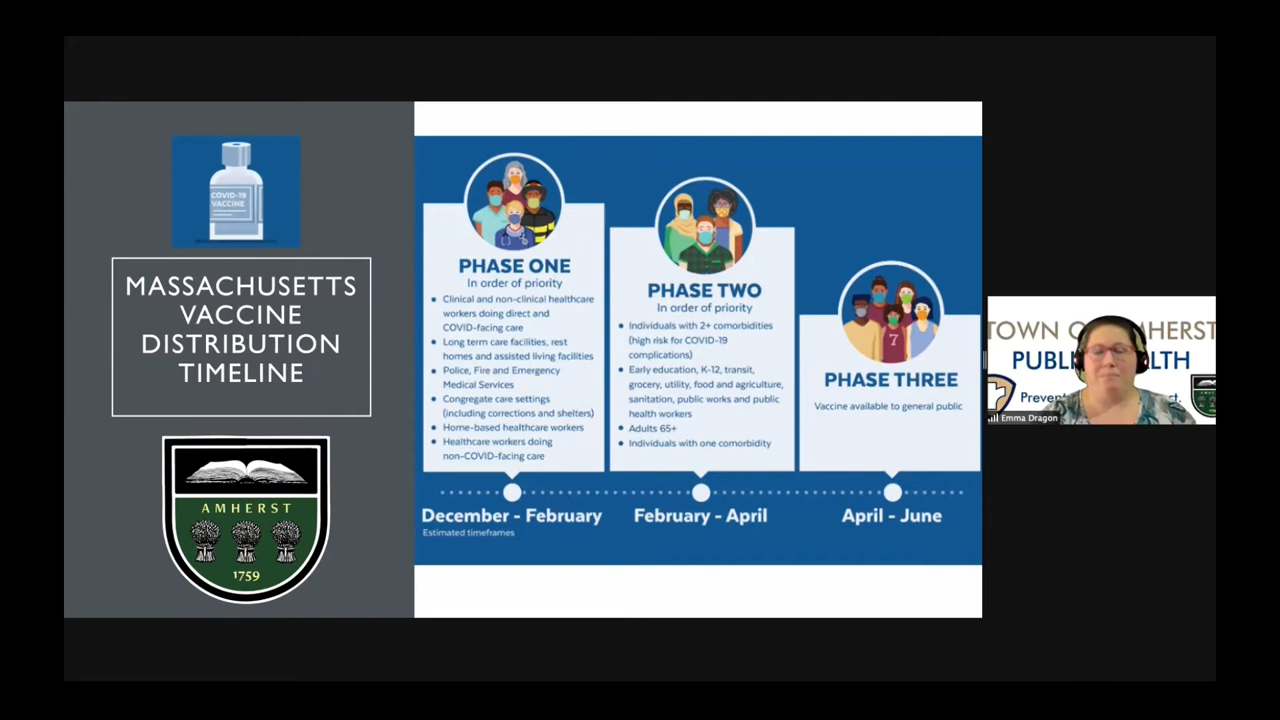 COVID-19
VACCINE
MASSACHUSETTS
VACCINE
DISTRIBUTION
TIMELINE
AMHERST
1759
PHASE ONE
In order of priority
• Clinical and non-clinical healthcare
workers doing direct and
COVID-facing care
• Long term care facilities, rest
homes and assisted living facilities
• Police, Fire and Emergency
Medical Services
• Congregate care settings
(including corrections and shelters)
• Home-based healthcare workers
• Healthcare workers doing
non-COVID-facing care
December - February
Estimated timeframes
PHASE TWO
In order of priority
• Individuals with 2+ comorbidities
(high risk for COVID-19
complications)
• Early education, K-12, transit,
grocery, utility, food and agriculture,
sanitation, public works and public
health workers
• Adults 65+
• Individuals with one comorbidity
February - April
7
PHASE THREE
Vaccine available to general public
April - June
TOWN
PUBL
LTH
Prevent
Emma Dragon